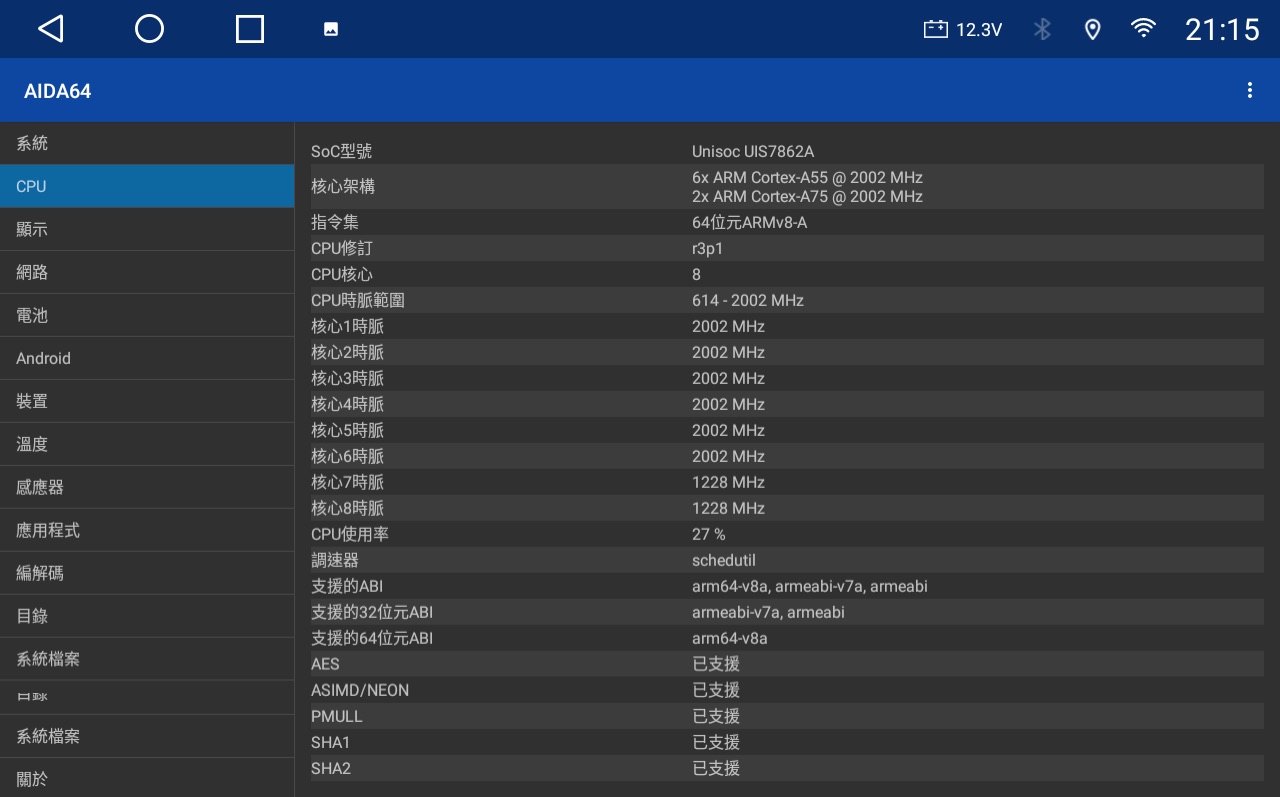 12.3V
21:15
AIDA64
系統
CPU
顯示
網路
電池
Android
裝置
溫度
感應器
應用程式
編解碼
目錄
系統檔案
目錄
系統檔案
關於
SoC型號 Unisoc UIS7862A
核心架構 6x ARM Cortex-A55 @ 2002 MHz
2x ARM Cortex-A75 @ 2002 MHz
指令集 64位元ARMv8-A
CPU修訂 r3p1
CPU核心 8
CPU時脈範圍 614 - 2002 MHz
核心1時脈 2002 MHz
核心2時脈 2002 MHz
核心3時脈 2002 MHz
核心4時脈 2002 MHz
核心5時脈 2002 MHz
核心6時脈 2002 MHz
核心7時脈 1228 MHz
核心8時脈 1228 MHz
CPU使用率 27 %
調速器 schedutil
支援的ABI arm64-v8a, armeabi-v7a, armeabi
支援的32位元ABI armeabi-v7a, armeabi
支援的64位元ABI arm64-v8a
AES 已支援
ASIMD/NEON 已支援
PMULL 已支援
SHA1 已支援
SHA2 已支援